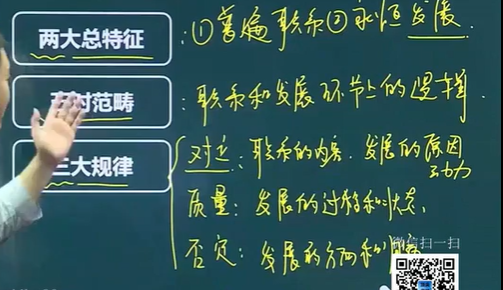 两大总特征
:①普遍联系②永恒发展.
对范畴
:联系和发展环节上的逻辑.
三大规律
对立:联系的内容、发展的原因
动力
质量:发展的过程和状态,
否定:发展的方向和
微信扫一扫